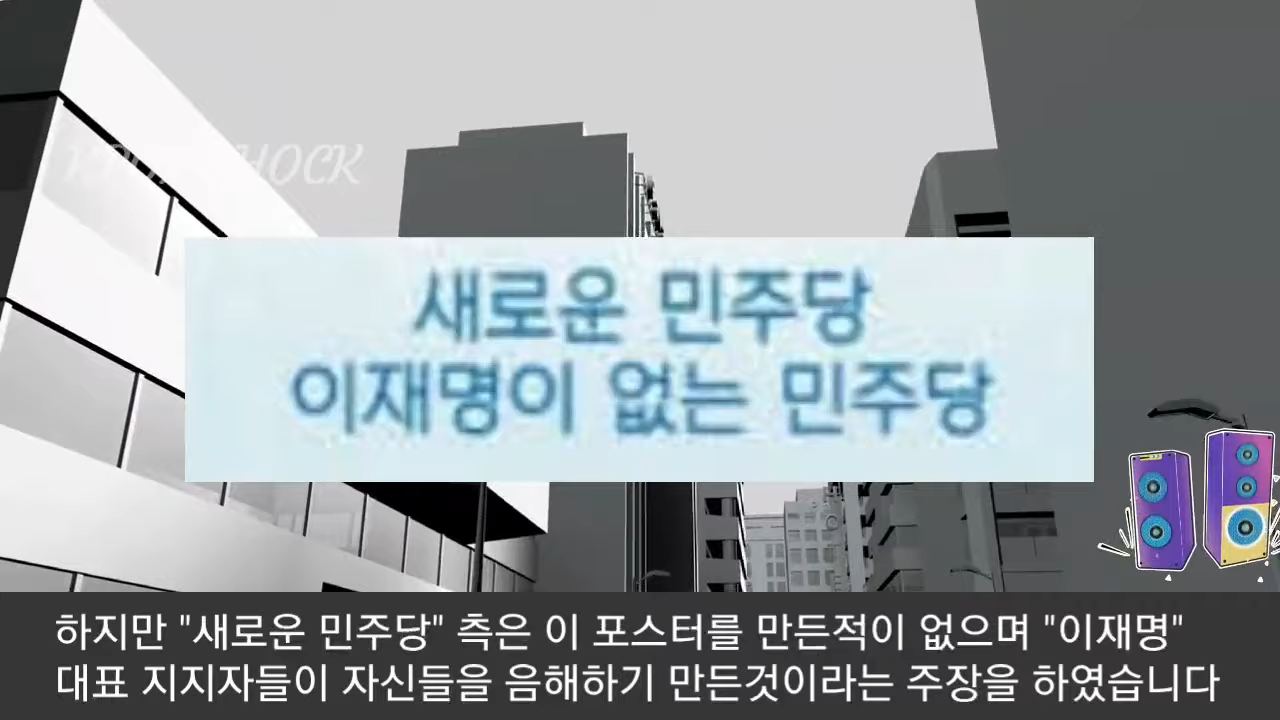 새로운 민주당
이재명이 없는 민주당
하지만 "새로운 민주당" 측은 이 포스터를 만든적이 없으며 "이재명"
대표 지지자들이 자신들을 음해하기 만든것이라는 주장을 하였습니다